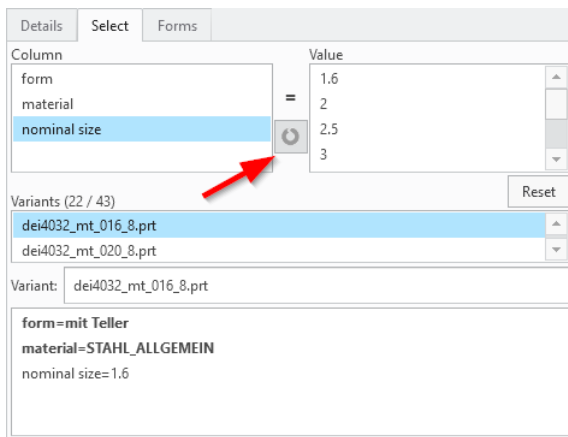 Details Select Forms
Column Value
form
material
nominal size
=
1.6
2
2.5
3
Reset
Variants (22 / 43)
dei4032_mt_016_8.prt
dei4032_mt_020_8.prt
Variant: dei4032_mt_016_8.prt
form=mit Teller
material=STAHL_ALLGEMEIN
nominal size=1.6